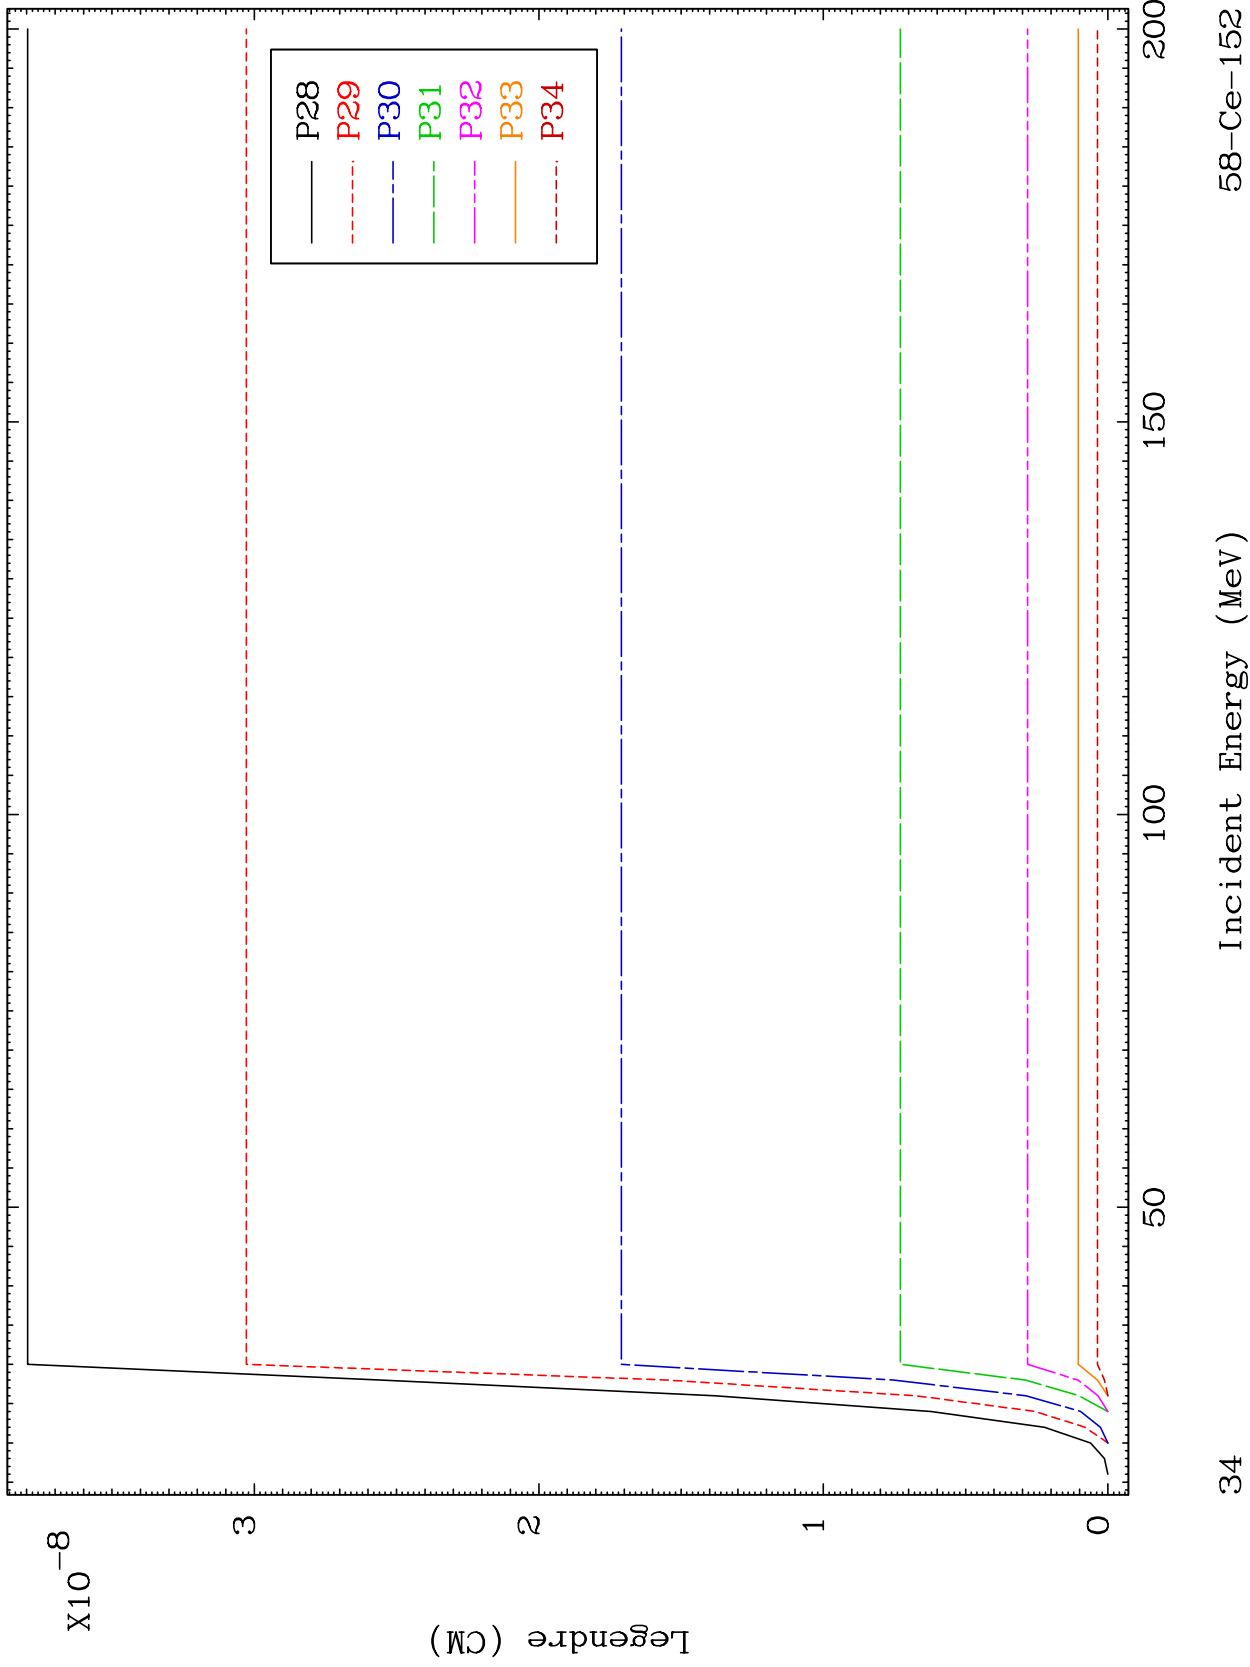 X10-8
Legendre (CM)
3
2
1
0
P28
P29
P30
P31
P32
P33
P34
50
100
150
200
Incident Energy (MeV)
34
58-Ce-152